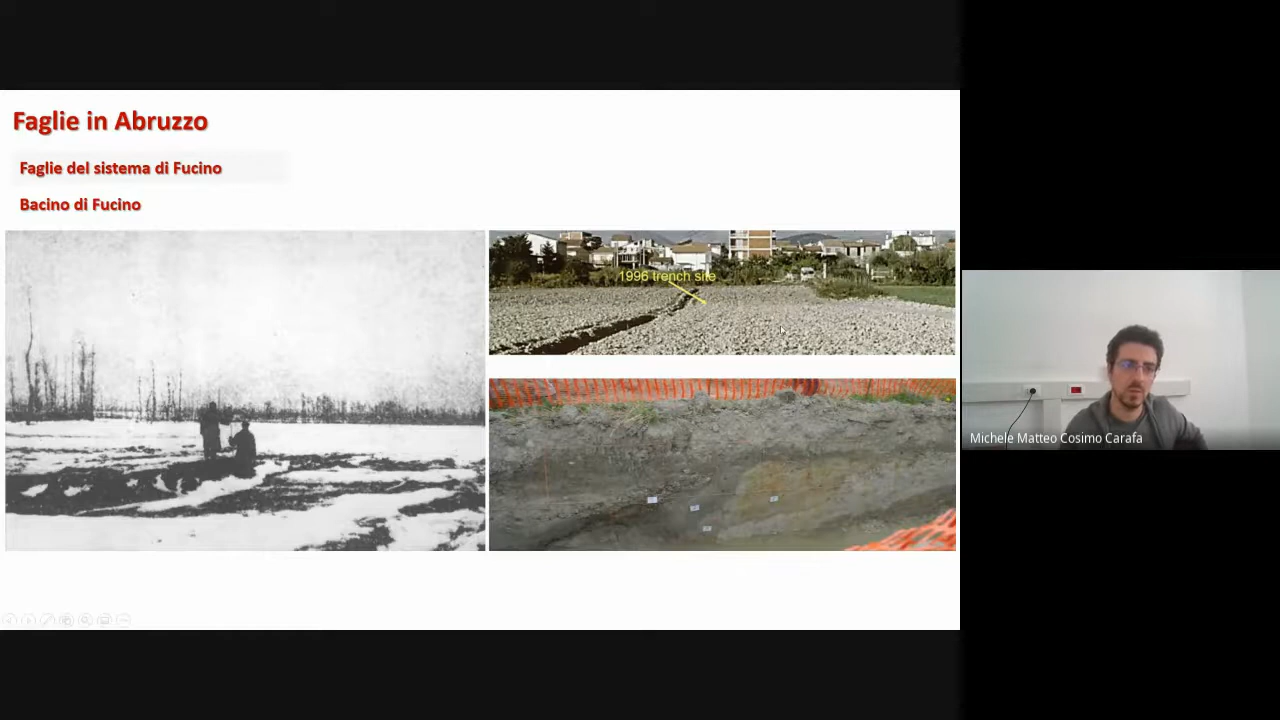 Faglie in Abruzzo
Faglie del sistema di Fucino
Bacino di Fucino
1996 trench site
Michele Matteo Cosimo Carafa